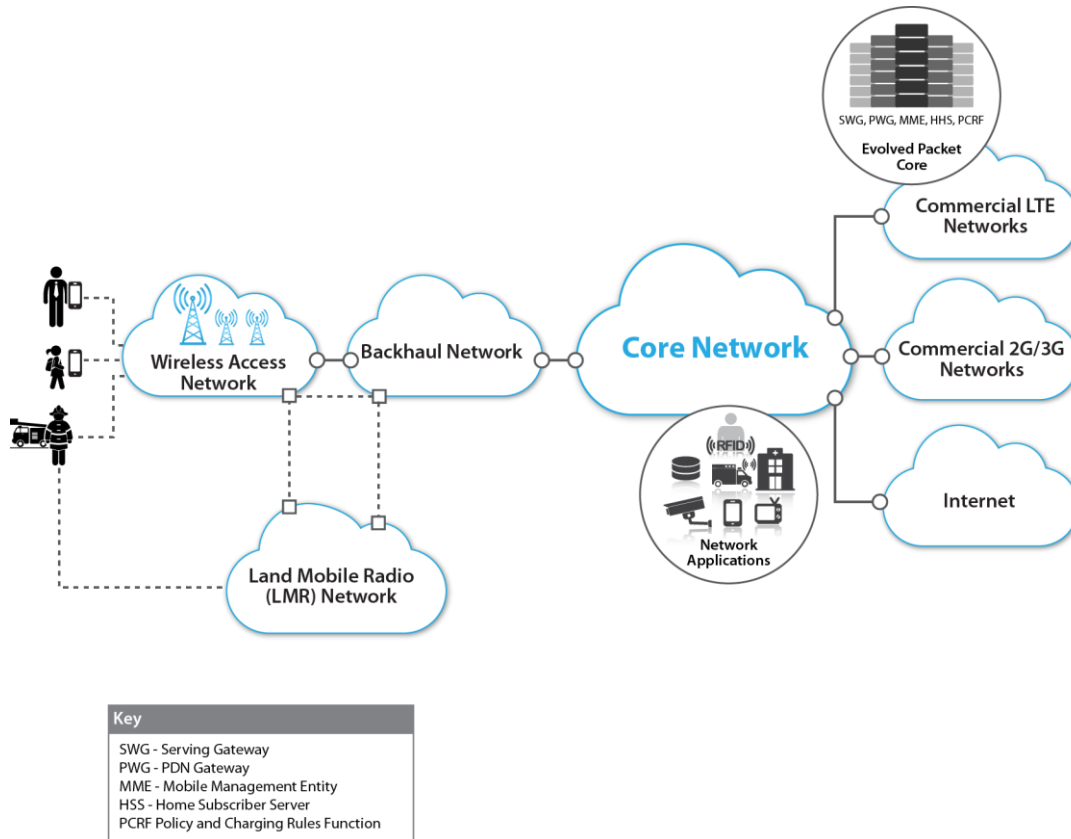 SWG, PWG, MME, HHS, PCRF
Evolved Packet
Core
Commercial LTE
Networks
Wireless Access
Network
Backhaul Network
Core Network
Commercial 2G/3G
Networks
RFID
Network
Applications
Internet
Land Mobile Radio
(LMR) Network
Key
SWG - Serving Gateway
PWG - PDN Gateway
MME - Mobile Management Entity
HSS - Home Subscriber Server
PCRF Policy and Charging Rules Function